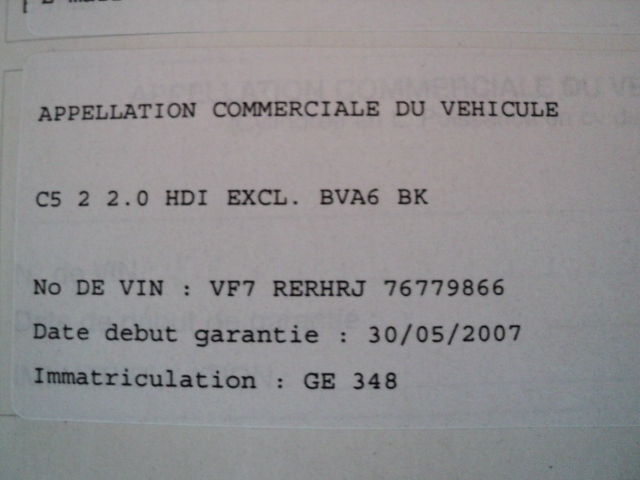 APPELLATION COMMERCIALE DU VEHICULE
C5 2 2.0 HDI EXCL. BVA6 BK
No DE VIN : VF7 RERHRJ 76779866
Date debut garantie : 30/05/2007
Immatriculation : GE 348